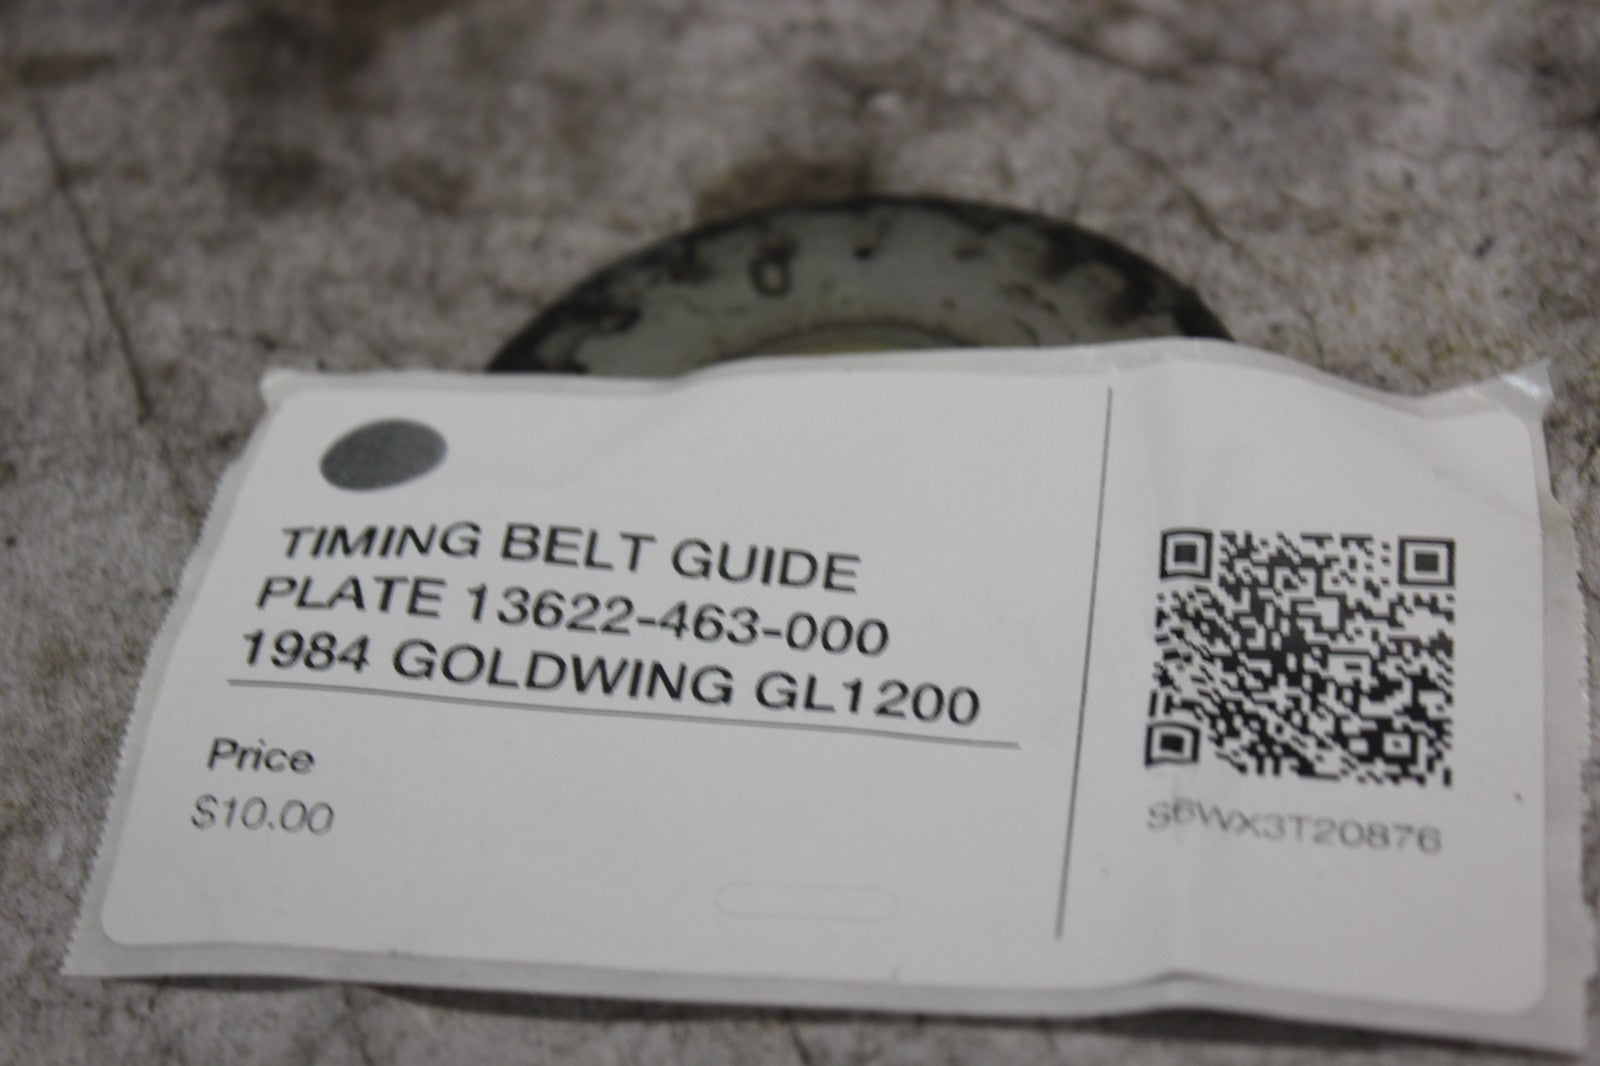 TIMING BELT GUIDE
PLATE 13622-463-000
1984 GOLDWING GL1200
Price
$10.00
S6WX3T20876